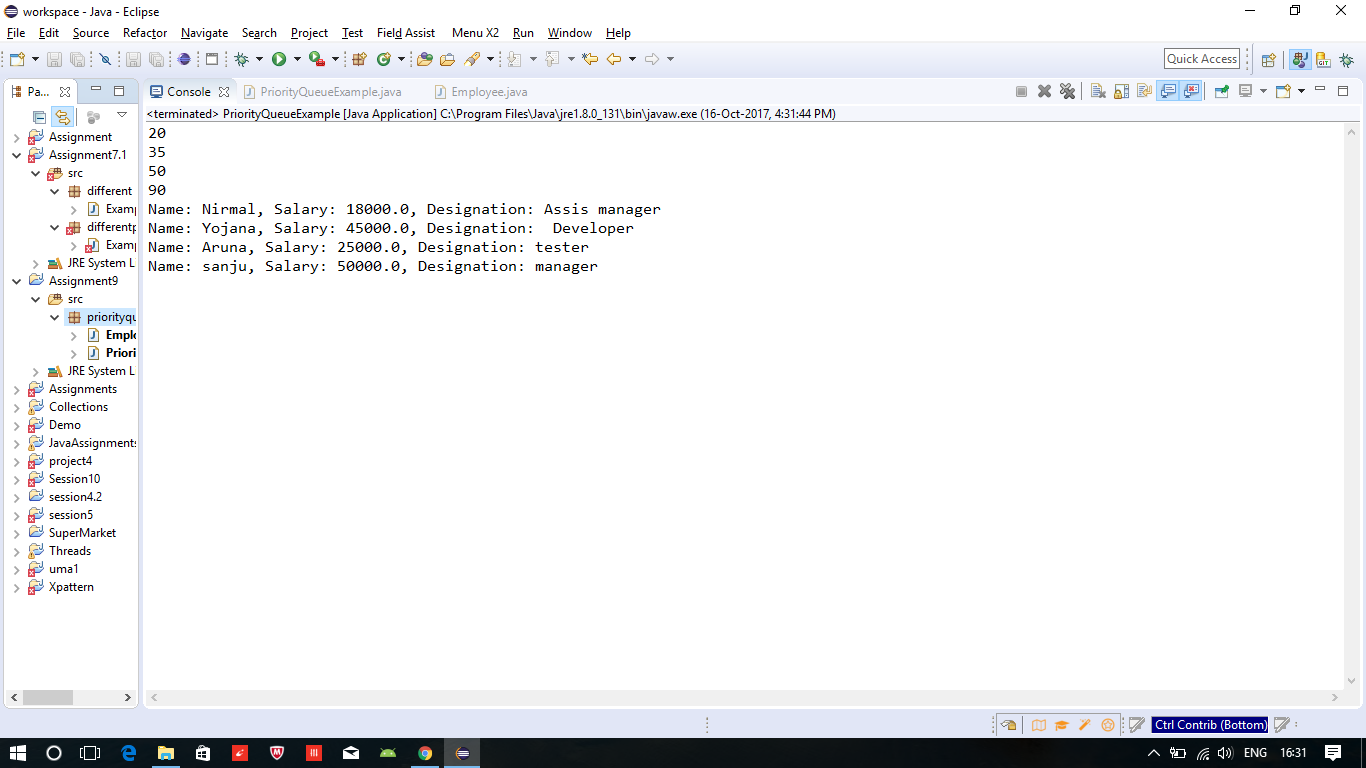 workspace - Java - Eclipse
File Edit Source Refactor Navigate Search Project Test Field Assist Menu X2 Run Window Help
Quick Access
Pa...
Console
PriorityQueueExample.java
Employee.java
<terminated> PriorityQueueExample [Java Application] C:\Program Files\Java\jre1.8.0_131\bin\javaw.exe (16-Oct-2017, 4:31:44 PM)
20
35
50
90
Name: Nirmal, Salary: 18000.0, Designation: Assis manager
Name: Yojana, Salary: 45000.0, Designation:  Developer
Name: Aruna, Salary: 25000.0, Designation: tester
Name: sanju, Salary: 50000.0, Designation: manager
Assignment
Assignment7.1
src
different
Examp
differentp
Examp
JRE System L
Assignment9
src
priorityqu
Emplo
Priori
JRE System L
Assignments
Collections
Demo
JavaAssignments
project4
Session10
session4.2
session5
SuperMarket
Threads
uma1
Xpattern
Ctrl Contrib (Bottom)
ENG
16:31